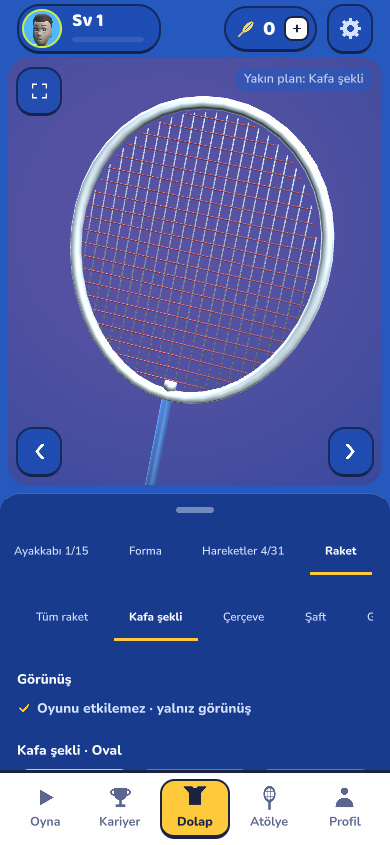 Sv 1
0 +
Yakın plan: Kafa şekli
Ayakkabı 1/15 Forma Hareketler 4/31 Raket
Tüm raket Kafa şekli Çerçeve Şaft
Görünüş
Oyunu etkilemez · yalnız görünüş
Kafa şekli · Oval
Oyna Kariyer Dolap Atölye Profil